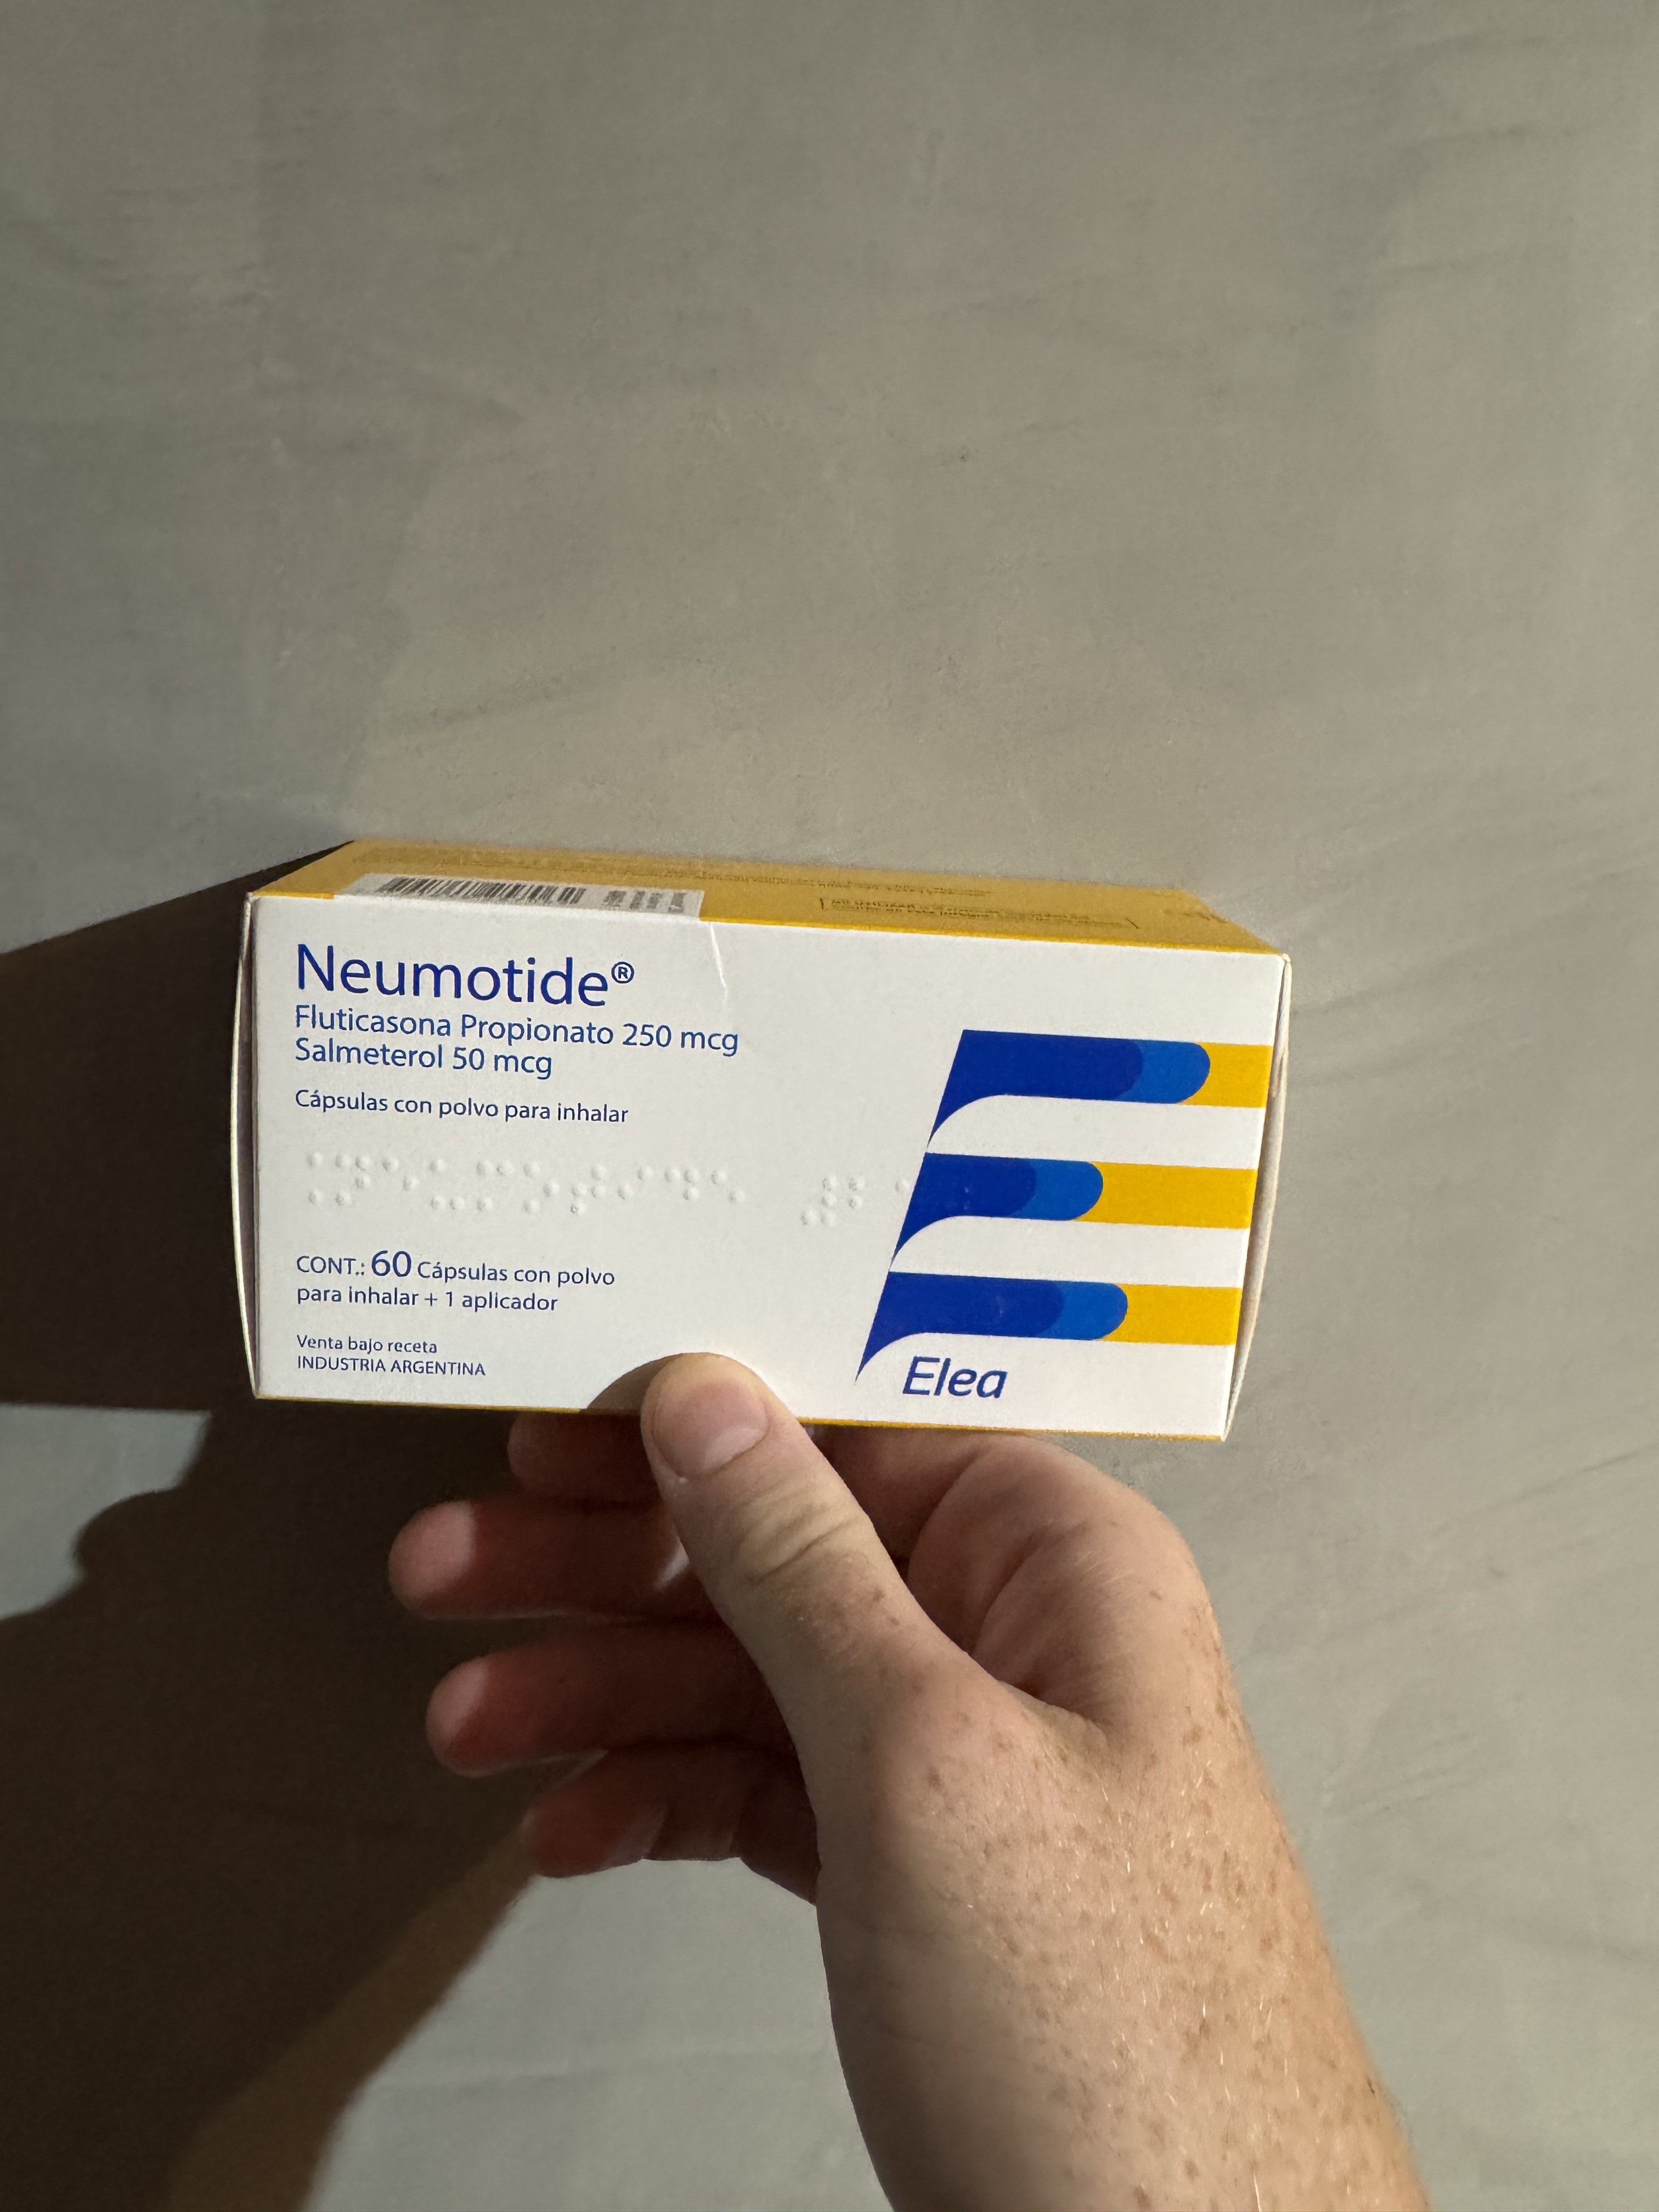 Neumotide®
Fluticasona Propionato 250 mcg
Salmeterol 50 mcg
Cápsulas con polvo para inhalar
CONT.: 60 Cápsulas con polvo
para inhalar + 1 aplicador
Venta bajo receta
INDUSTRIA ARGENTINA
Elea